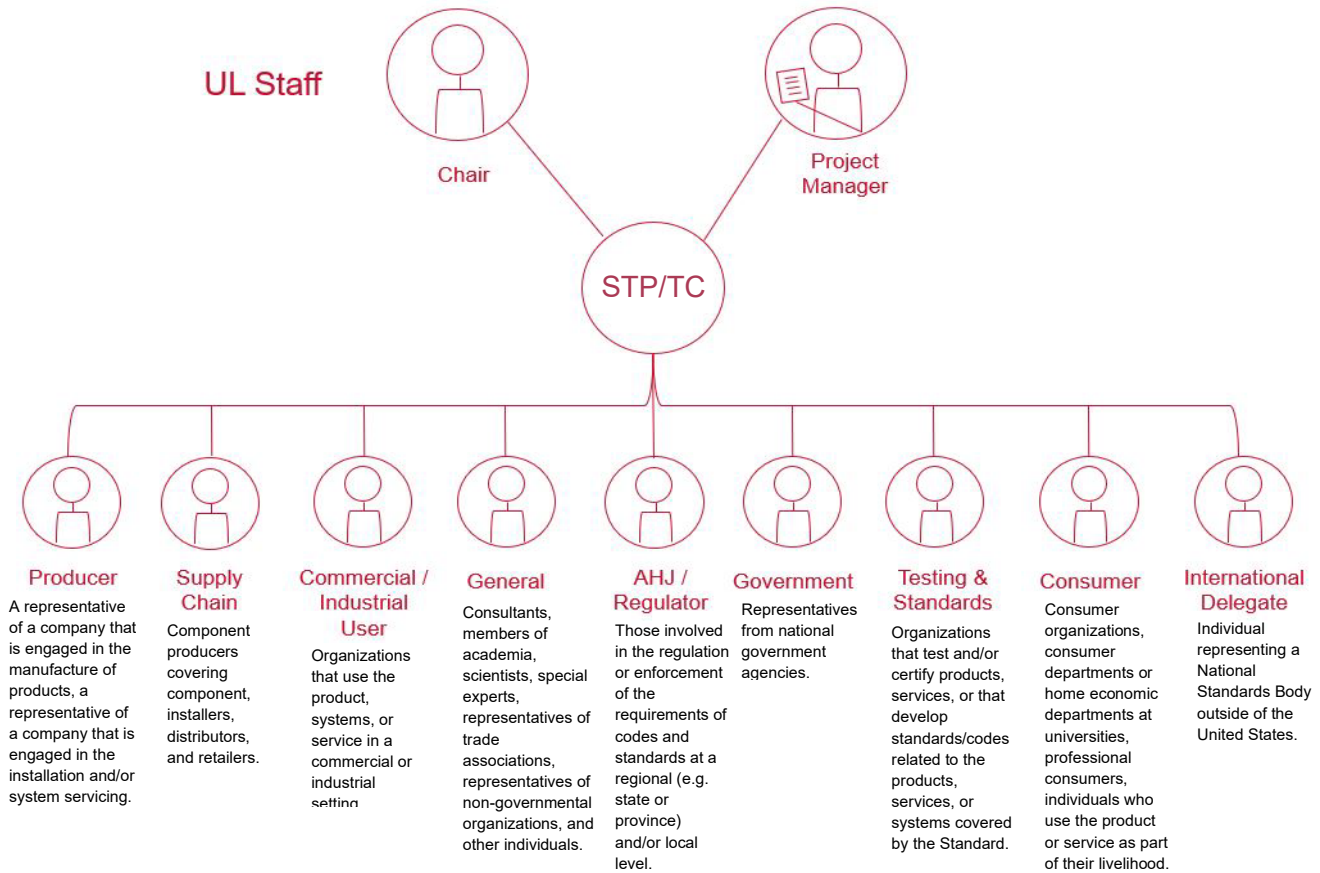 UL Staff
Chair
Project
Manager
STP/TC
Producer
A representative
of a company that
is engaged in the
manufacture of
products, a
representative of
a company that is
engaged in the
installation and/or
system servicing.
Supply
Chain
Component
producers
covering
component,
installers,
distributors,
and retailers.
Commercial /
Industrial
User
Organizations
that use the
product,
systems, or
service in a
commercial or
industrial
setting
General
Consultants,
members of
academia,
scientists, special
experts,
representatives of
trade
associations,
representatives of
non-governmental
organizations, and
other individuals.
AHJ /
Regulator
Those involved
in the regulation
or enforcement
of the
requirements of
codes and
standards at a
regional (e.g.
state or
province)
and/or local
level.
Government
Representatives
from national
government
agencies.
Testing &
Standards
Organizations
that test and/or
certify products,
services, or that
develop
standards/codes
related to the
products,
services, or
systems covered
by the Standard.
Consumer
Consumer
organizations,
consumer
departments or
home economic
departments at
universities,
professional
consumers,
individuals who
use the product
or service as part
of their livelihood.
International
Delegate
Individual
representing a
National
Standards Body
outside of the
United States.